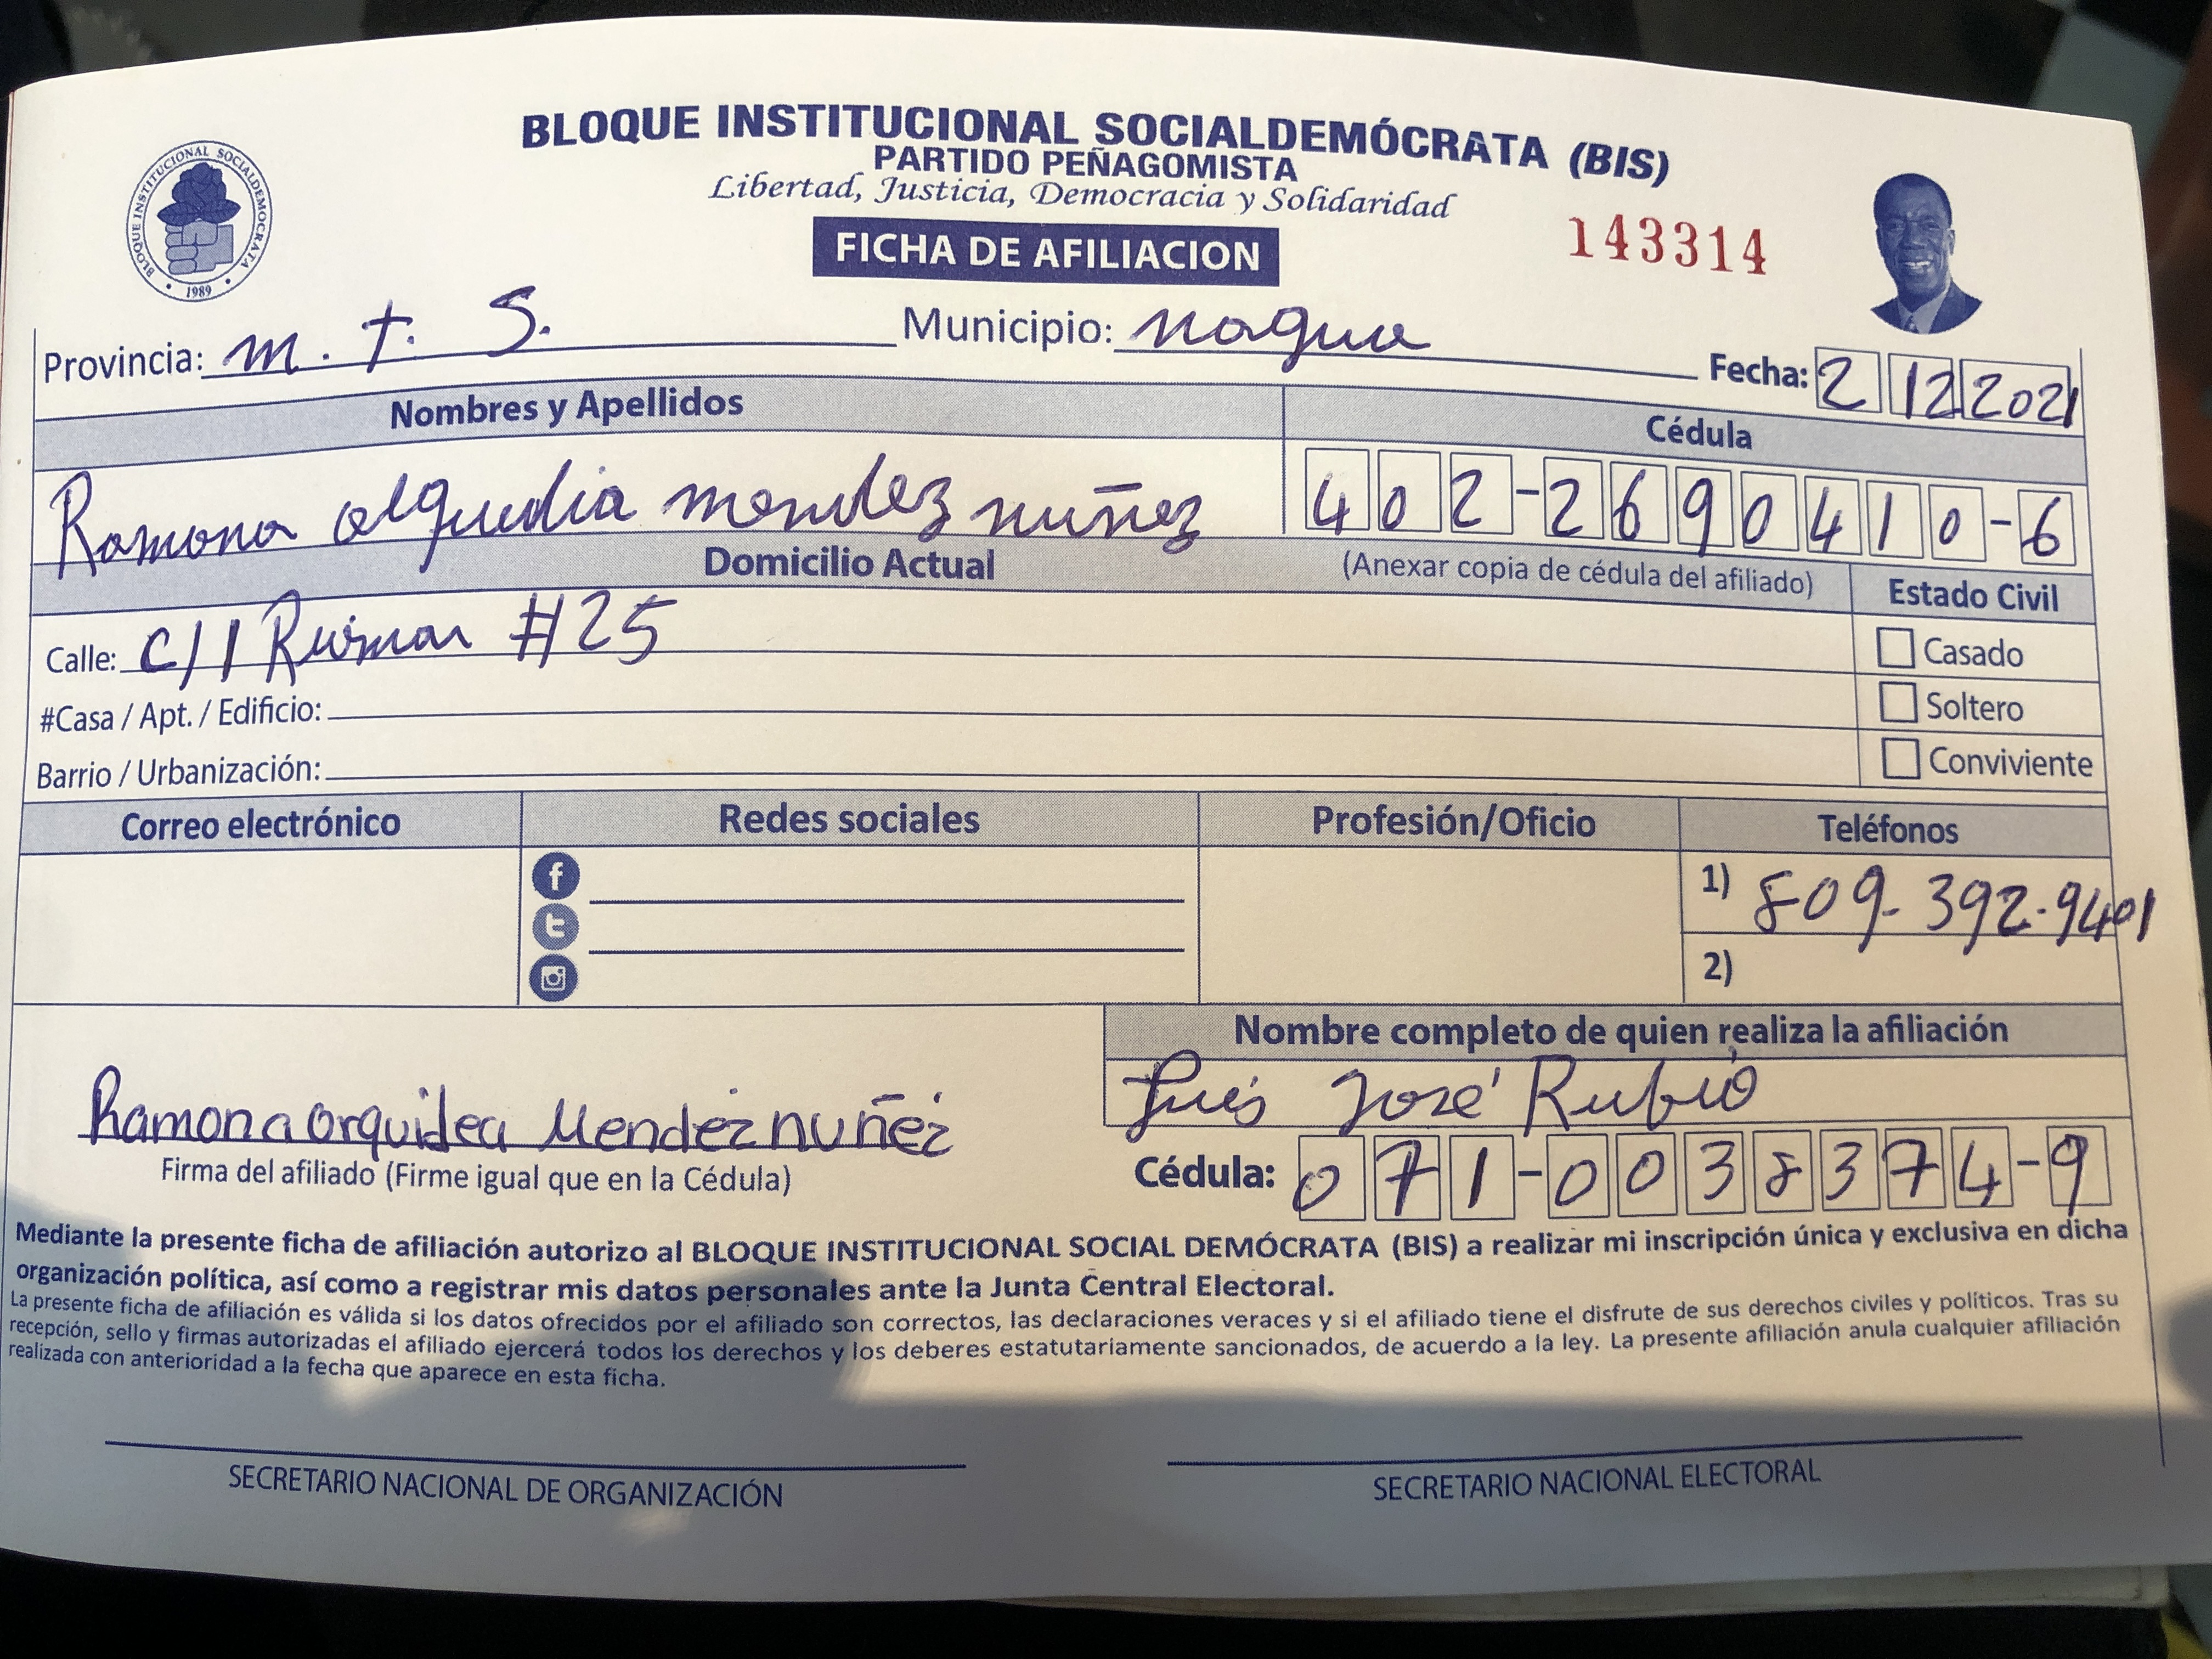 BLOQUE INSTITUCIONAL SOCIALDEMÓCRATA (BIS)
PARTIDO PEÑAGOMISTA
Libertad, Justicia, Democracia y Solidaridad
BLOQUE INSTITUCIONAL SOCIALDEMOCRATA
1989
FICHA DE AFILIACION
143314
Provincia: m. t. S. Municipio: nagua Fecha: 2 12 2021
Nombres y Apellidos Cédula
Ramona olguedia mendez nuñez 402-2690410-6
Domicilio Actual (Anexar copia de cédula del afiliado) Estado Civil
Calle: C/1 #25 Casado
#Casa / Apt. / Edificio: Soltero
Barrio / Urbanización: Conviviente
Correo electrónico Redes sociales Profesión/Oficio Teléfonos
1) 809-392-9401
2)
Nombre completo de quien realiza la afiliación
Luis José Rubio
Ramona Orquidea Mendez nuñez
Firma del afiliado (Firme igual que en la Cédula) Cédula: 071-0038374-9
Mediante la presente ficha de afiliación autorizo al BLOQUE INSTITUCIONAL SOCIAL DEMÓCRATA (BIS) a realizar mi inscripción única y exclusiva en dicha
organización política, así como a registrar mis datos personales ante la Junta Central Electoral.
La presente ficha de afiliación es válida si los datos ofrecidos por el afiliado son correctos, las declaraciones veraces y si el afiliado tiene el disfrute de sus derechos civiles y políticos. Tras su
recepción, sello y firmas autorizadas el afiliado ejercerá todos los derechos y los deberes estatutariamente sancionados, de acuerdo a la ley. La presente afiliación anula cualquier afiliación
realizada con anterioridad a la fecha que aparece en esta ficha.
SECRETARIO NACIONAL DE ORGANIZACIÓN SECRETARIO NACIONAL ELECTORAL